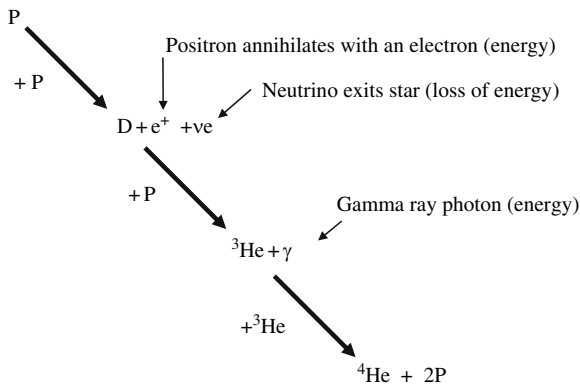 P
Positron annihilates with an electron (energy)
+ P
Neutrino exits star (loss of energy)
D + e⁺ + νe
+ P
Gamma ray photon (energy)
³He + γ
+³He
⁴He + 2P